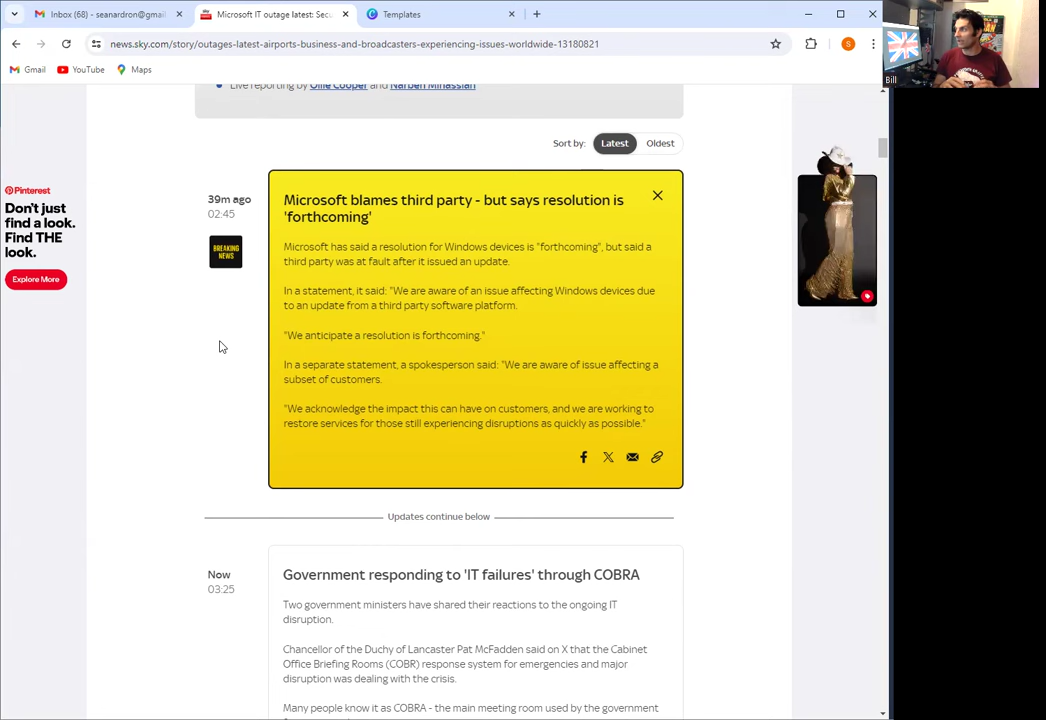 Inbox (68) - seanardron@gmai
Microsoft IT outage latest: Secu
Templates
news.sky.com/story/outages-latest-airports-business-and-broadcasters-experiencing-issues-worldwide-13180821
S
Gmail
YouTube
Maps
Bill
Live reporting by Ollie Cooper and Narbeh Minassian
Sort by:
Latest
Oldest
Pinterest
Don't just
find a look.
Find THE
look.
Explore More
39m ago
02:45
BREAKING
NEWS
Microsoft blames third party - but says resolution is
'forthcoming'
Microsoft has said a resolution for Windows devices is "forthcoming", but said a
third party was at fault after it issued an update.
In a statement, it said: "We are aware of an issue affecting Windows devices due
to an update from a third party software platform.
"We anticipate a resolution is forthcoming."
In a separate statement, a spokesperson said: "We are aware of issue affecting a
subset of customers.
"We acknowledge the impact this can have on customers, and we are working to
restore services for those still experiencing disruptions as quickly as possible."
Updates continue below
Now
03:25
Government responding to 'IT failures' through COBRA
Two government ministers have shared their reactions to the ongoing IT
disruption.
Chancellor of the Duchy of Lancaster Pat McFadden said on X that the Cabinet
Office Briefing Rooms (COBR) response system for emergencies and major
disruption was dealing with the crisis.
Many people know it as COBRA - the main meeting room used by the government